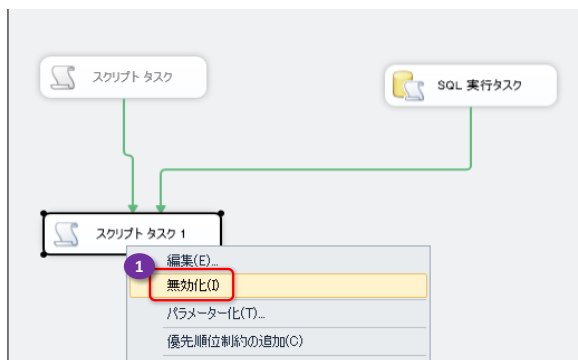 スクリプト タスク
SQL 実行タスク
スクリプト タスク 1
1
編集(E)...
無効化(I)
パラメーター化(T)...
優先順位制約の追加(C)